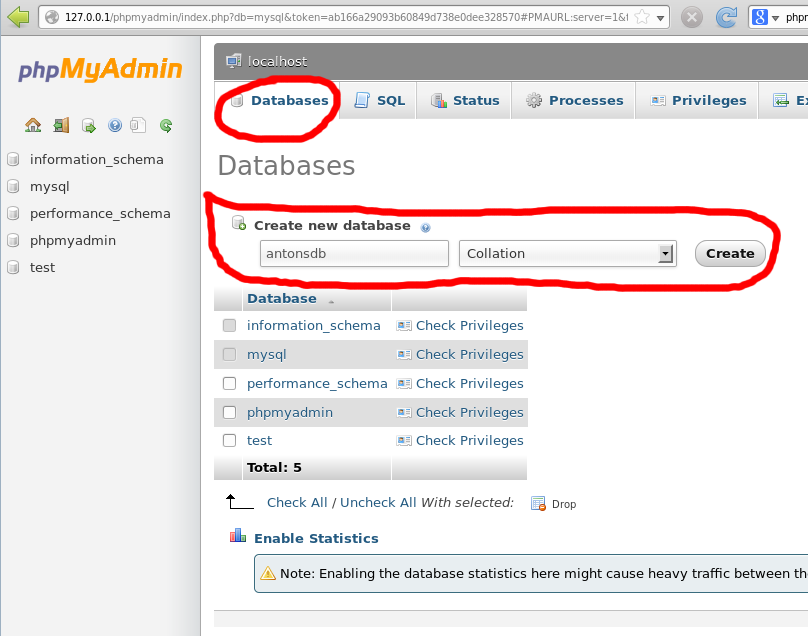 127.0.0.1/phpmyadmin/index.php?db=mysql&token=ab166a29093b60849d738e0dee328570#PMAURL:server=1&
phpMyAdmin
localhost
Databases SQL Status Processes Privileges
information_schema
mysql
performance_schema
phpmyadmin
test
Databases
Create new database
antonsdb Collation Create
Database
information_schema Check Privileges
mysql Check Privileges
performance_schema Check Privileges
phpmyadmin Check Privileges
test Check Privileges
Total: 5
Check All / Uncheck All With selected: Drop
Enable Statistics
Note: Enabling the database statistics here might cause heavy traffic between